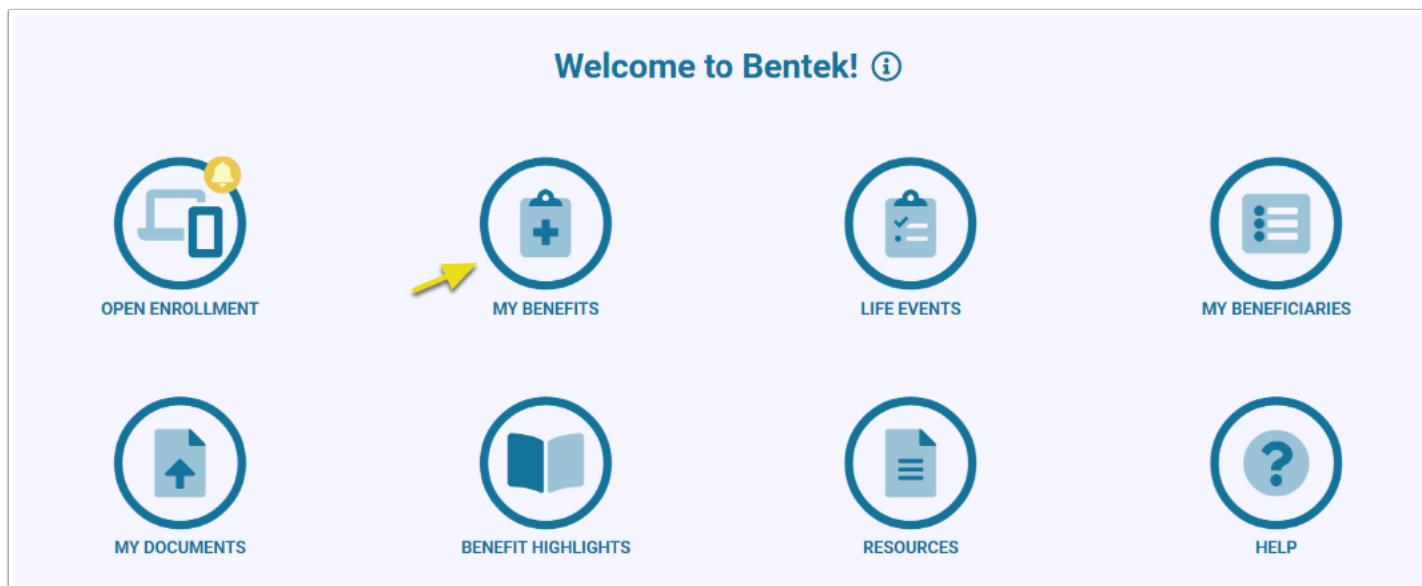 Welcome to Bentek!
OPEN ENROLLMENT
MY BENEFITS
LIFE EVENTS
MY BENEFICIARIES
MY DOCUMENTS
BENEFIT HIGHLIGHTS
RESOURCES
HELP